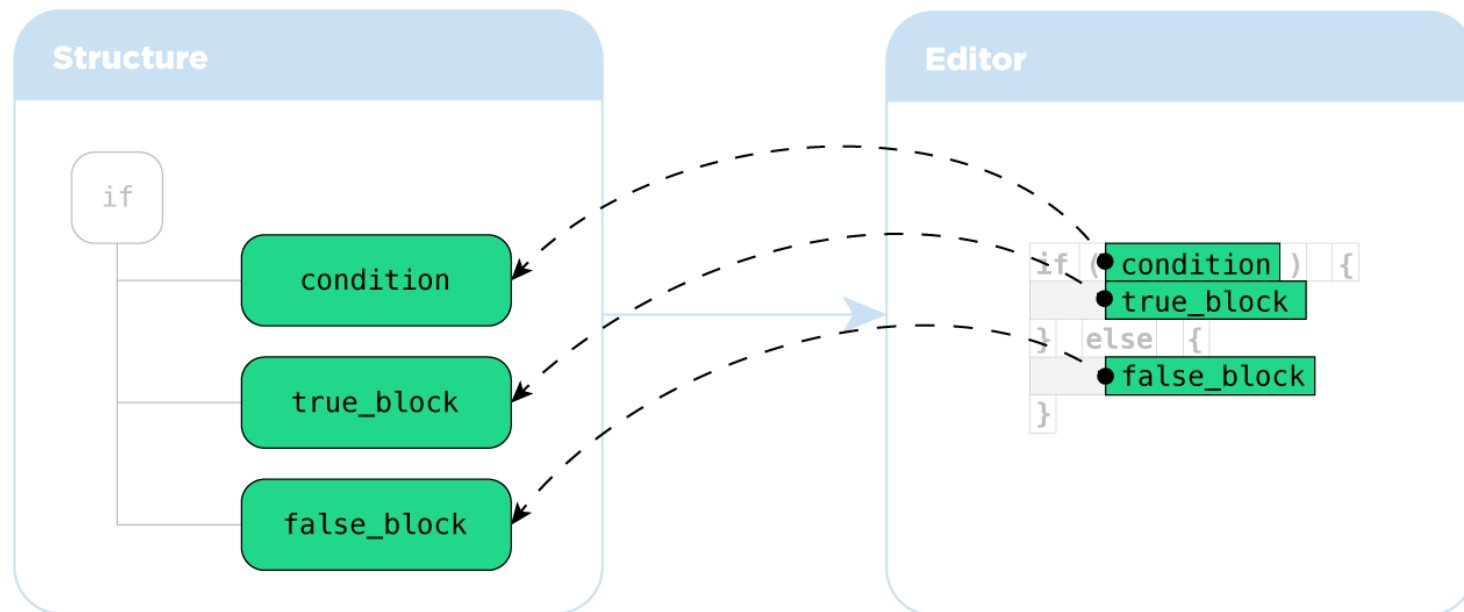 Structure
if
condition
true_block
false_block
Editor
if ( condition ) {
true_block
} else {
false_block
}